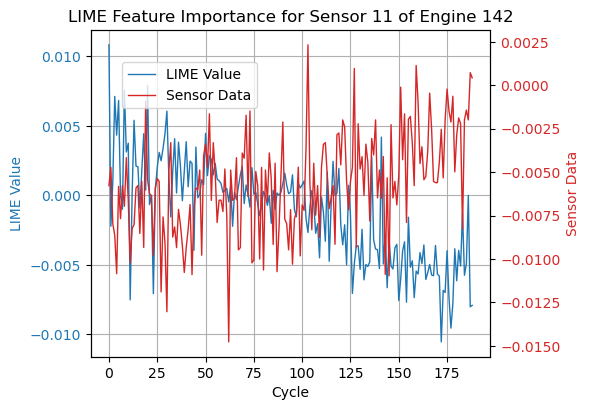 LIME Feature Importance for Sensor 11 of Engine 142
LIME Value
Sensor Data
0.010
0.005
0.000
−0.005
−0.010
LIME Value
0.0025
0.0000
−0.0025
−0.0050
−0.0075
−0.0100
−0.0125
−0.0150
Sensor Data
0 25 50 75 100 125 150 175
Cycle